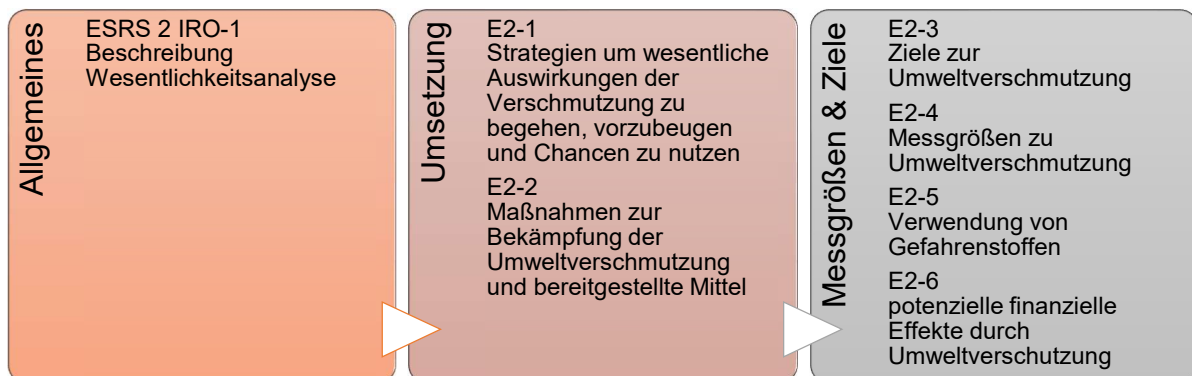 Allgemeines
ESRS 2 IRO-1
Beschreibung
Wesentlichkeitsanalyse
Umsetzung
E2-1
Strategien um wesentliche
Auswirkungen der
Verschmutzung zu
begehen, vorzubeugen
und Chancen zu nutzen
E2-2
Maßnahmen zur
Bekämpfung der
Umweltverschmutzung
und bereitgestellte Mittel
Messgrößen & Ziele
E2-3
Ziele zur
Umweltverschmutzung
E2-4
Messgrößen zu
Umweltverschmutzung
E2-5
Verwendung von
Gefahrenstoffen
E2-6
potenzielle finanzielle
Effekte durch
Umweltverschutzung